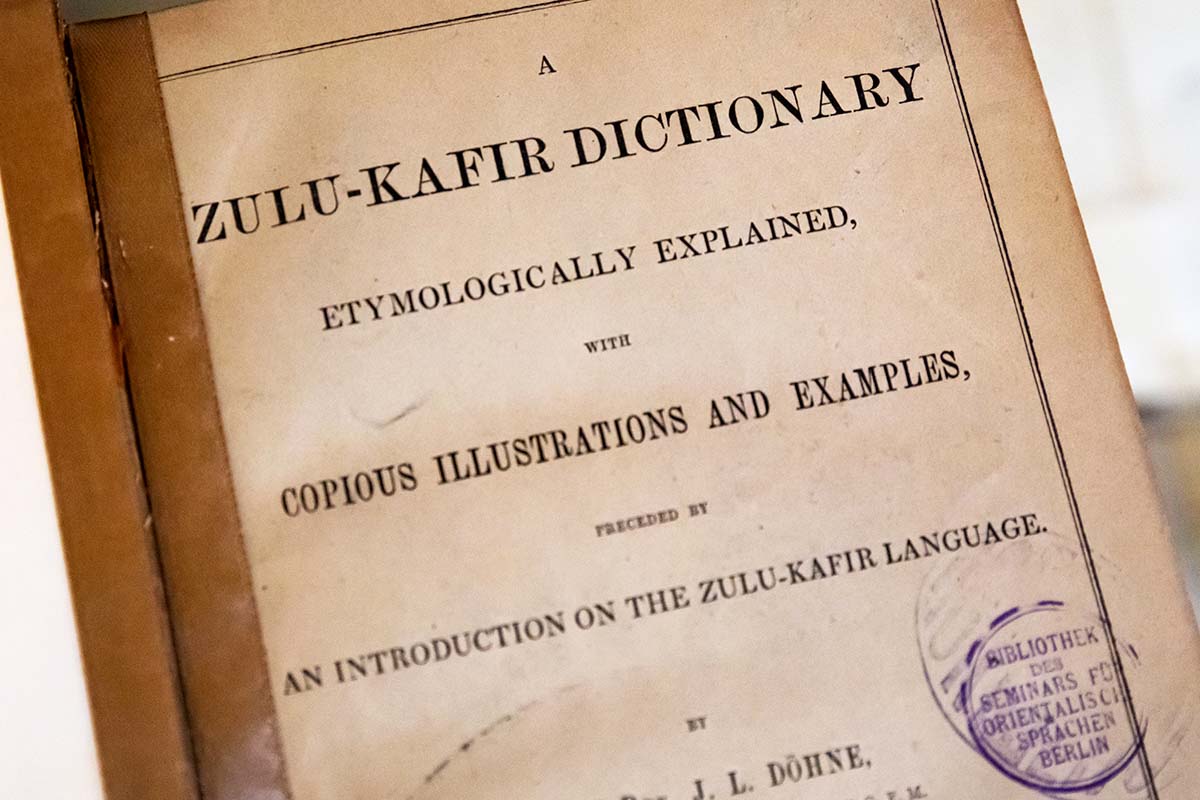 A
ZULU-KAFIR DICTIONARY
ETYMOLOGICALLY EXPLAINED,
WITH
COPIOUS ILLUSTRATIONS AND EXAMPLES,
PRECEDED BY
AN INTRODUCTION ON THE ZULU-KAFIR LANGUAGE.
BY
J. L. DÖHNE,
BIBLIOTHEK
DES
SEMINARS
ORIENTALISCH
SPRACHEN
BERLIN